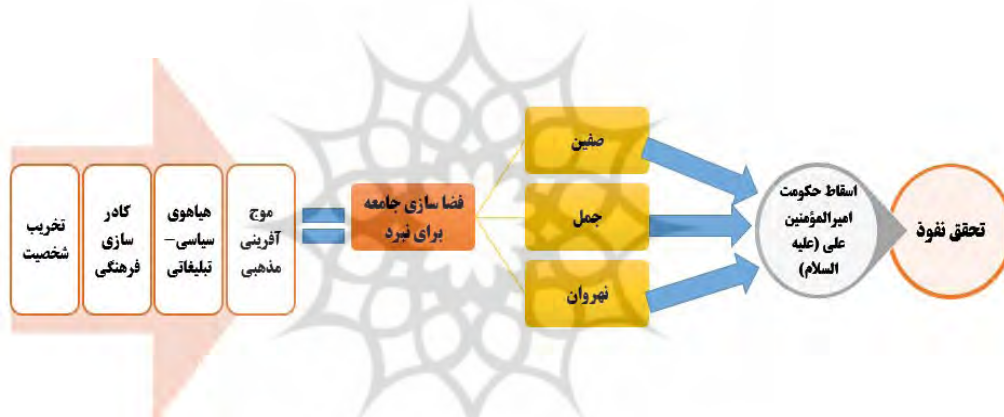 تخریب
شخصیت
کادر
سازی
فرهنگی
هیاهوی
سیاسی–
تبلیغاتی
موج
آفرینی
مذهبی
فضا سازی جامعه
برای نبرد
صفین
جمل
نهروان
اسقاط حکومت
امیرالمؤمنین
علی (علیه
السلام)
تحقق نفوذ